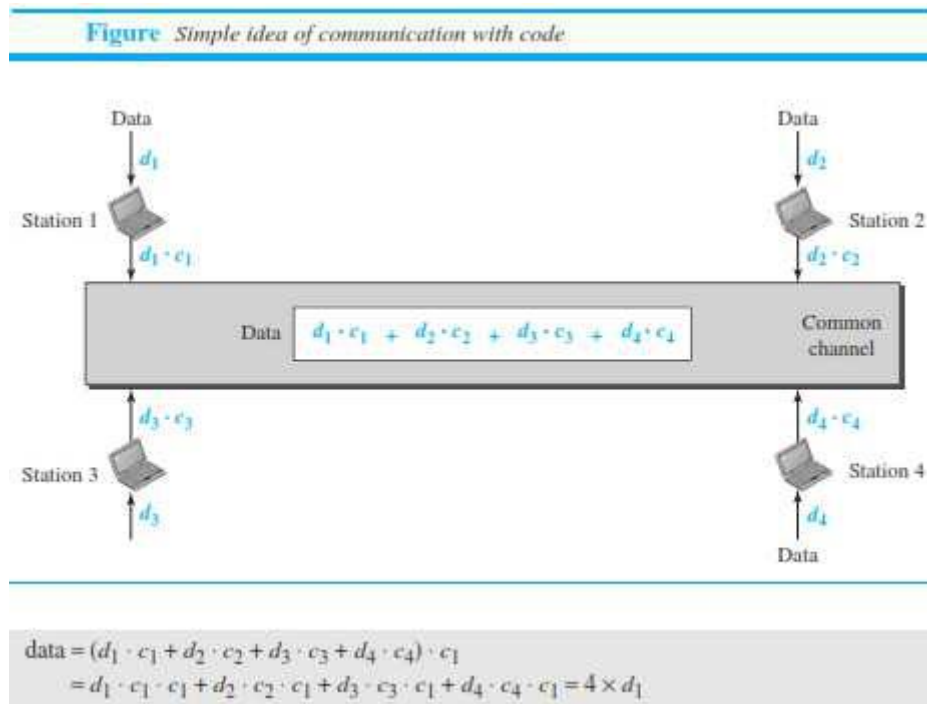 Figure Simple idea of communication with code
Data Data
d₁ d₂
Station 1 Station 2
d₁ · c₁ d₂ · c₂
Data d₁ · c₁ + d₂ · c₂ + d₃ · c₃ + d₄ · c₄ Common channel
d₃ · c₃ d₄ · c₄
Station 3 Station 4
d₃ d₄
Data
data = (d₁ · c₁ + d₂ · c₂ + d₃ · c₃ + d₄ · c₄) · c₁
= d₁ · c₁ · c₁ + d₂ · c₂ · c₁ + d₃ · c₃ · c₁ + d₄ · c₄ · c₁ = 4 × d₁